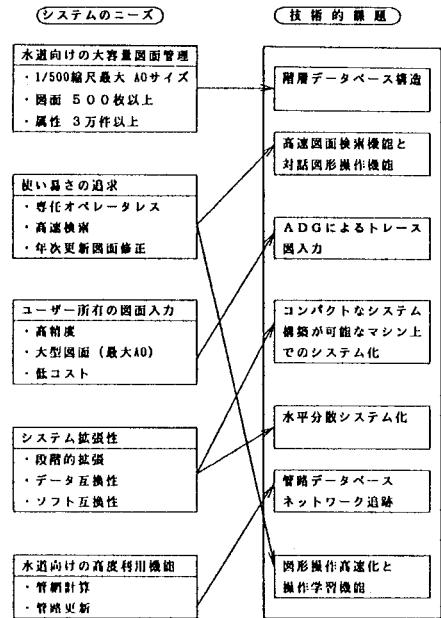 システムのニーズ
技術的課題
水道向けの大容量図面管理
・1/500縮尺最大 A0サイズ
・図面 500枚以上
・属性 3万件以上
使い易さの追求
・専任オペレータレス
・高速検索
・年次更新図面修正
ユーザー所有の図面入力
・高精度
・大型図面(最大A0)
・低コスト
システム拡張性
・段階的拡張
・データ互換性
・ソフト互換性
水道向けの高度利用機能
・管網計算
・管路更新
階層データベース構造
高速図面検索機能と
対話図形操作機能
ADGによるトレース
図入力
コンパクトなシステム
構築が可能なマシン上
でのシステム化
水平分散システム化
管路データベース
ネットワーク追跡
図形操作高速化と
操作学習機能